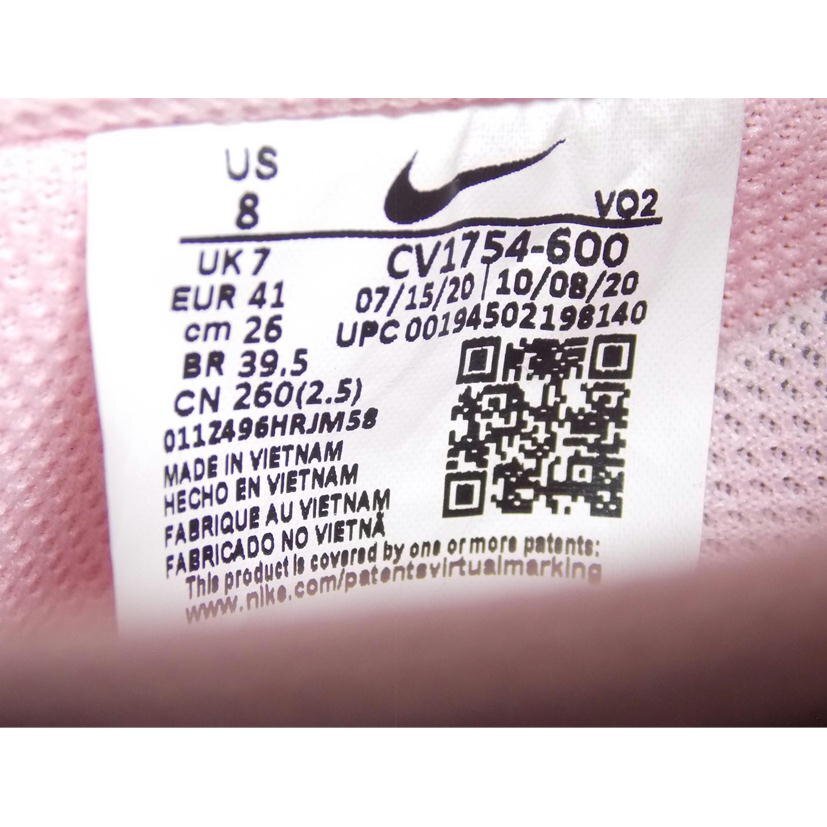 US
8
VO2
UK 7
EUR 41
cm 26
BR 39.5
CN 260(2.5)
011Z496HRJM58
MADE IN VIETNAM
HECHO EN VIETNAM
FABRIQUE AU VIETNAM
FABRICADO NO VIETNÃ
CV1754-600
07/15/20 | 10/08/20
UPC 00194502198140
This product is covered by one or more patents:
www.nike.com/patentsvirtualmarking